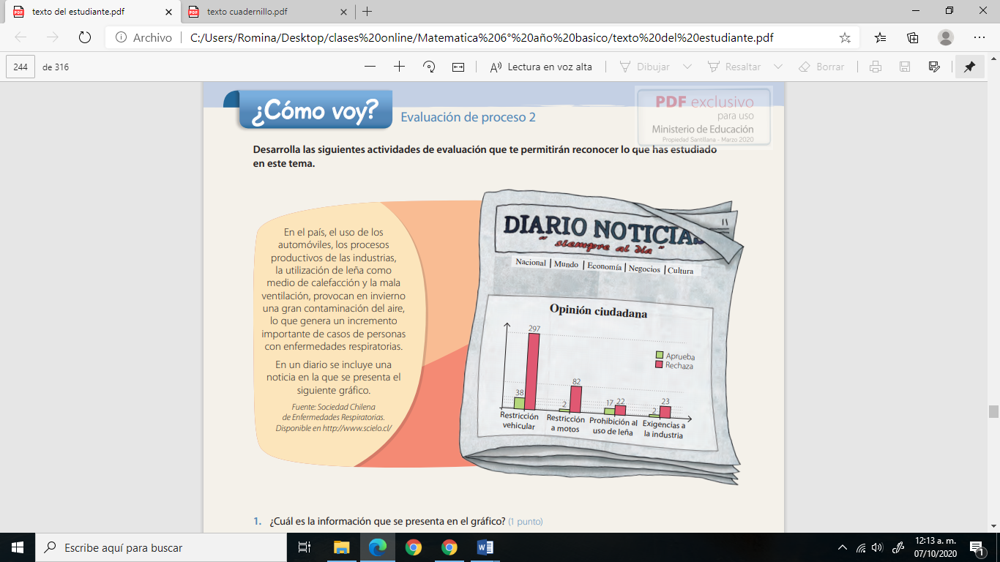 texto del estudiante.pdf
texto cuadernillo.pdf
Archivo
C:/Users/Romina/Desktop/clases%20online/Matematica%206°%20año%20basico/texto%20del%20estudiante.pdf
244
de 316
Lectura en voz alta
Dibujar
Resaltar
Borrar
¿Cómo voy?
Evaluación de proceso 2
PDF exclusivo
para uso
Ministerio de Educación
Propiedad Santillana - Marzo 2020
Desarrolla las siguientes actividades de evaluación que te permitirán reconocer lo que has estudiado
en este tema.
En el país, el uso de los
automóviles, los procesos
productivos de las industrias,
la utilización de leña como
medio de calefacción y la mala
ventilación, provocan en invierno
una gran contaminación del aire,
lo que genera un incremento
importante de casos de personas
con enfermedades respiratorias.
En un diario se incluye una
noticia en la que se presenta el
siguiente gráfico.
Fuente: Sociedad Chilena
de Enfermedades Respiratorias.
Disponible en http://www.scielo.cl/
DIARIO NOTICIAS
11
" siempre al día "
Nacional | Mundo | Economía | Negocios | Cultura
Opinión ciudadana
297
Aprueba
Rechaza
38
2
82
17
22
2
23
Restricción
vehicular
Restricción
a motos
Prohibición al
uso de leña
Exigencias a
la industria
1. ¿Cuál es la información que se presenta en el gráfico? (1 punto)
Escribe aquí para buscar
12:13 a. m.
07/10/2020
1